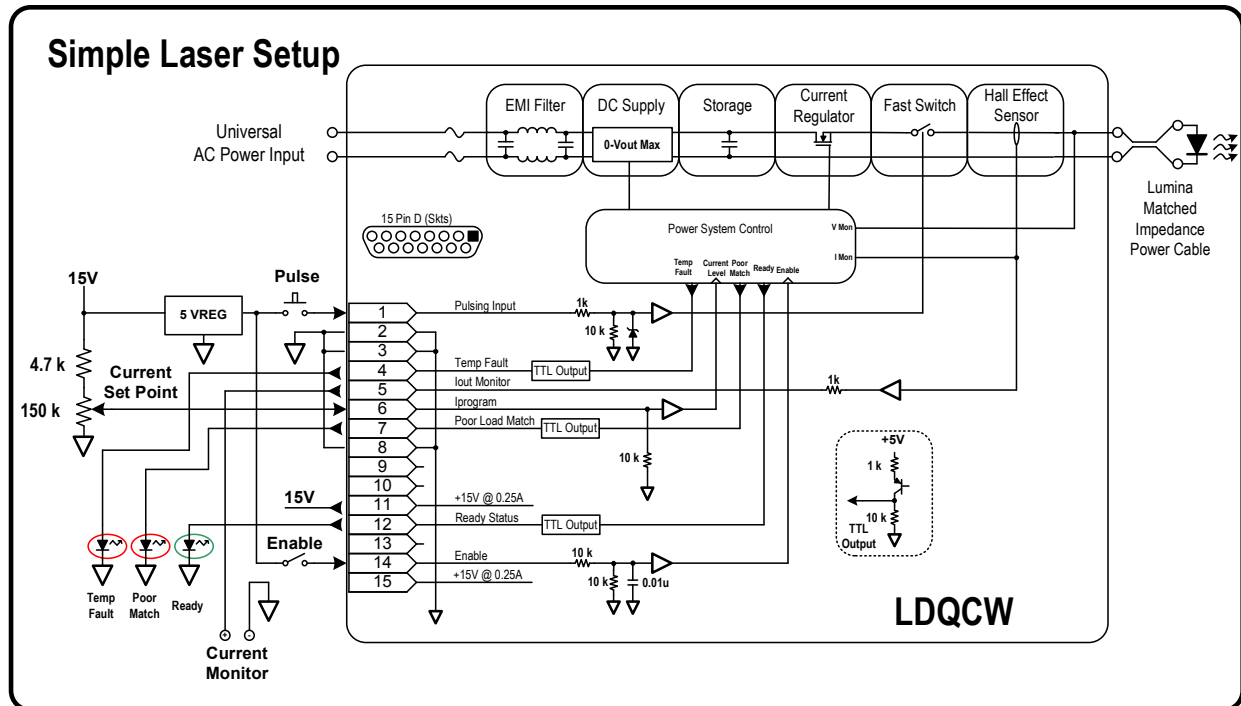 Simple Laser Setup
Universal
AC Power Input
EMI Filter
DC Supply
0-Vout Max
Storage
Current
Regulator
Fast Switch
Hall Effect
Sensor
Lumina
Matched
Impedance
Power Cable
15 Pin D (Skts)
Power System Control
V Mon
I Mon
Temp
Fault
Current
Level
Poor
Match
Ready
Enable
15V
5 VREG
Pulse
4.7 k
150 k
Current
Set Point
1
2
3
4
5
6
7
8
9
10
11
12
13
14
15
Pulsing Input
1k
10 k
Temp Fault
TTL Output
Iout Monitor
1k
Iprogram
Poor Load Match
TTL Output
10 k
+15V @ 0.25A
Ready Status
TTL Output
Enable
10 k
10 k
0.01u
+15V @ 0.25A
+5V
1 k
10 k
TTL
Output
15V
Enable
Temp
Fault
Poor
Match
Ready
+
-
Current
Monitor
LDQCW